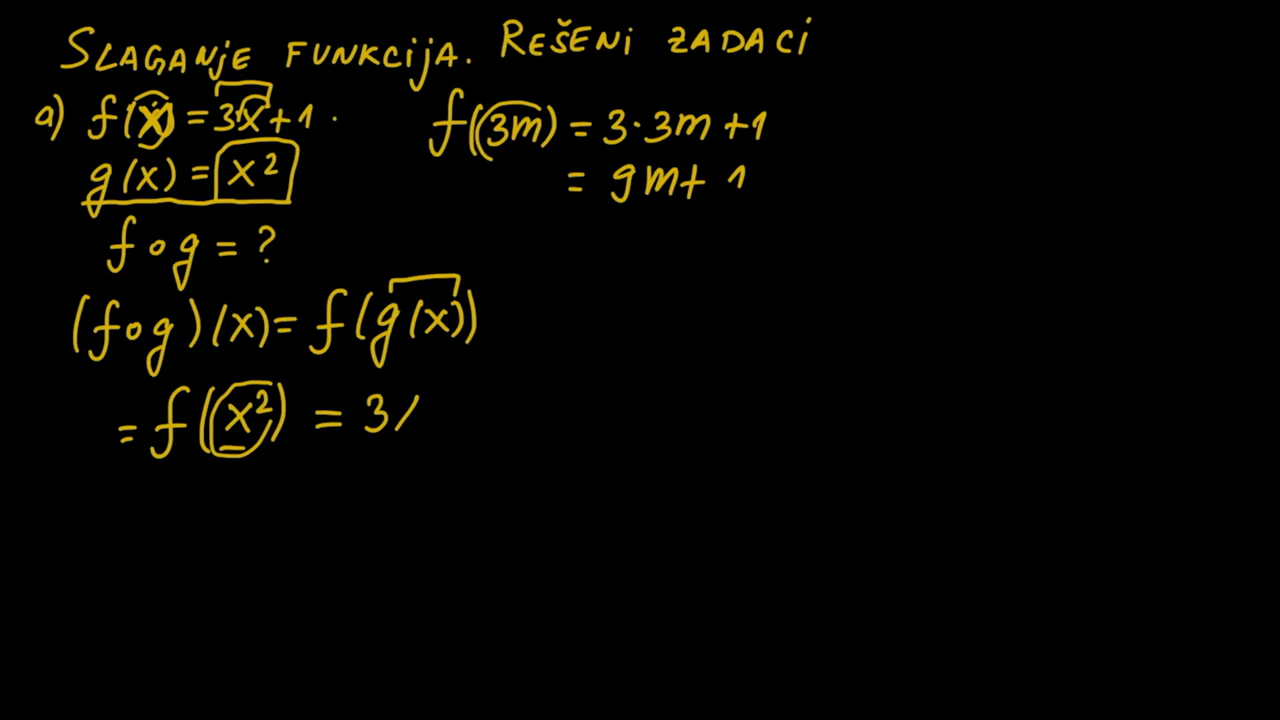 SLAGANJE FUNKCIJA. REŠENI ZADACI
a) f(x) = 3x + 1
g(x) = x²
f∘g = ?
(f∘g)(x) = f(g(x))
= f(x²) = 3
f(3m) = 3·3m + 1
= 9m + 1